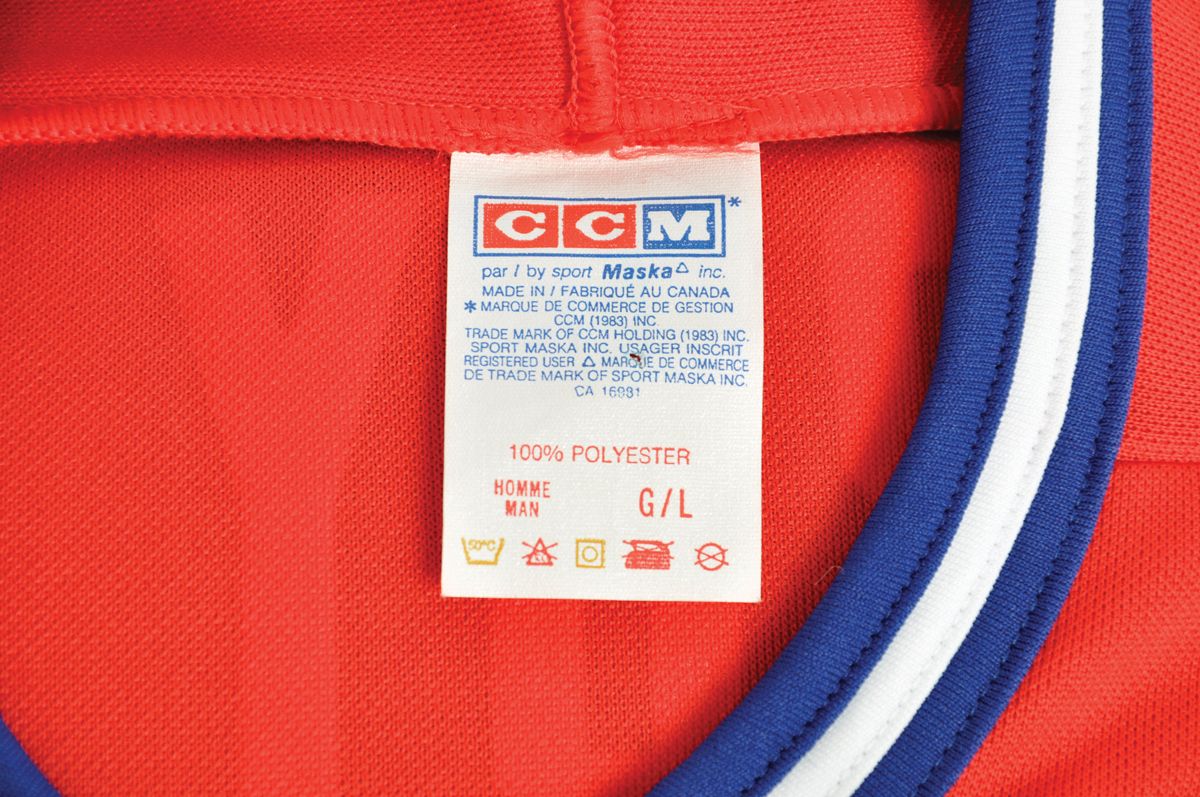 CCM*
par / by sport Maska△ inc.
MADE IN / FABRIQUÉ AU CANADA
* MARQUE DE COMMERCE DE GESTION
CCM (1983) INC.
TRADE MARK OF CCM HOLDING (1983) INC.
SPORT MASKA INC. USAGER INSCRIT
REGISTERED USER △ MARQUE DE COMMERCE
DE TRADE MARK OF SPORT MASKA INC.
CA 16981
100% POLYESTER
HOMME G/L
MAN
50°C